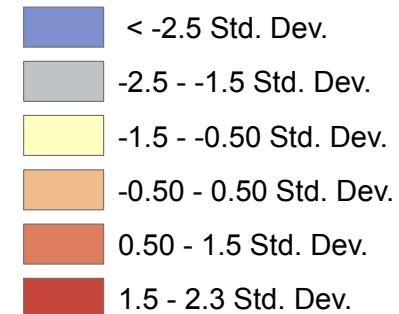 < -2.5 Std. Dev.
-2.5 - -1.5 Std. Dev.
-1.5 - -0.50 Std. Dev.
-0.50 - 0.50 Std. Dev.
0.50 - 1.5 Std. Dev.
1.5 - 2.3 Std. Dev.